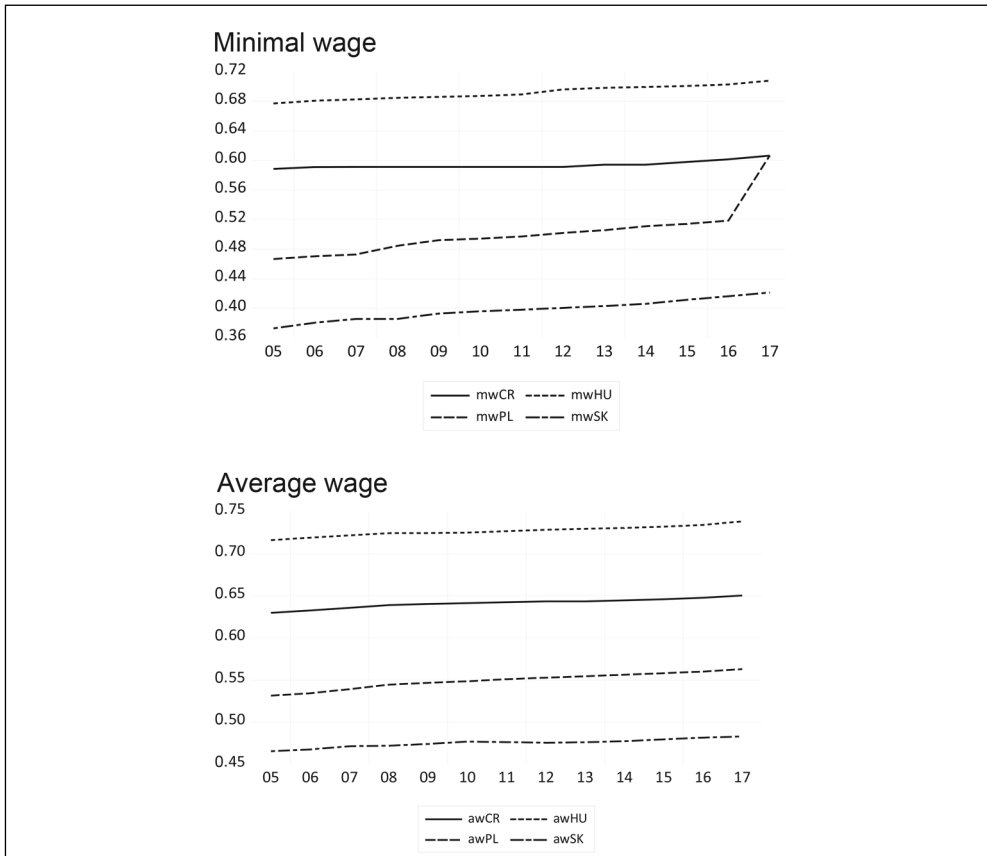 Minimal wage
0.72
0.68
0.64
0.60
0.56
0.52
0.48
0.44
0.40
0.36
05 06 07 08 09 10 11 12 13 14 15 16 17
mwCR mwHU
mwPL mwSK
Average wage
0.75
0.70
0.65
0.60
0.55
0.50
0.45
05 06 07 08 09 10 11 12 13 14 15 16 17
awCR awHU
awPL awSK